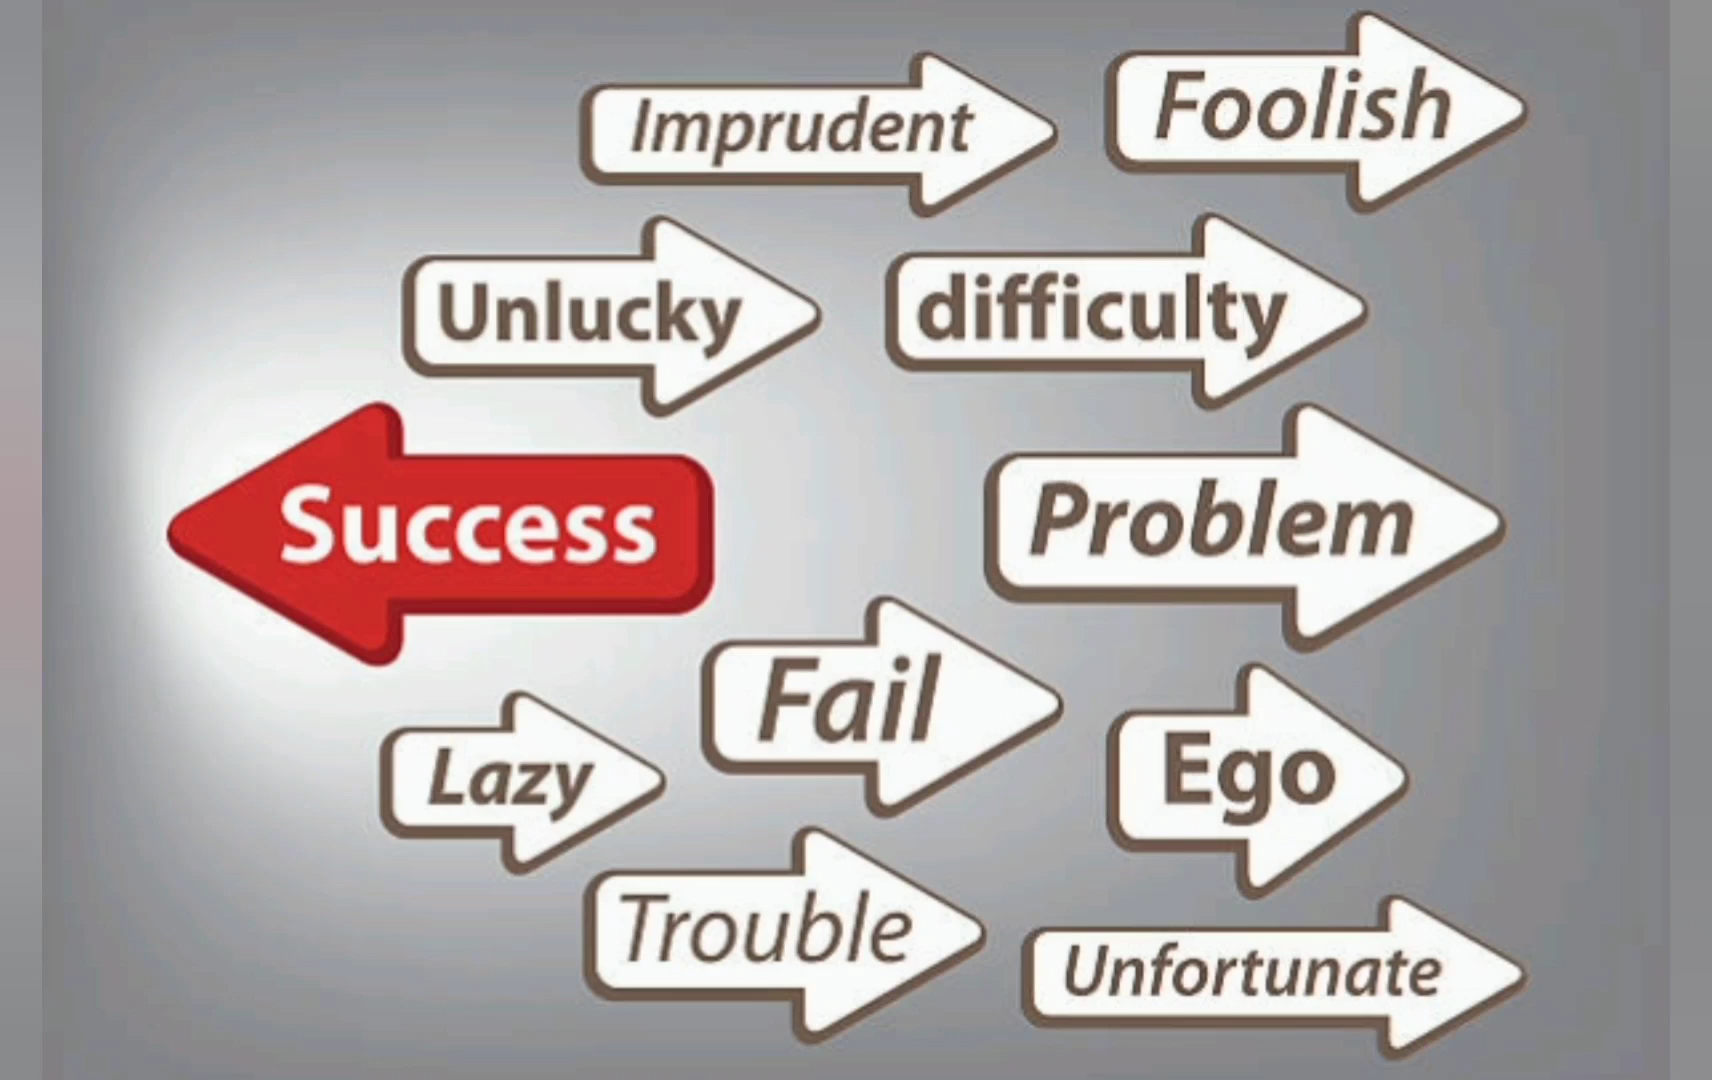 Imprudent
Foolish
Unlucky
difficulty
Success
Problem
Fail
Lazy
Ego
Trouble
Unfortunate